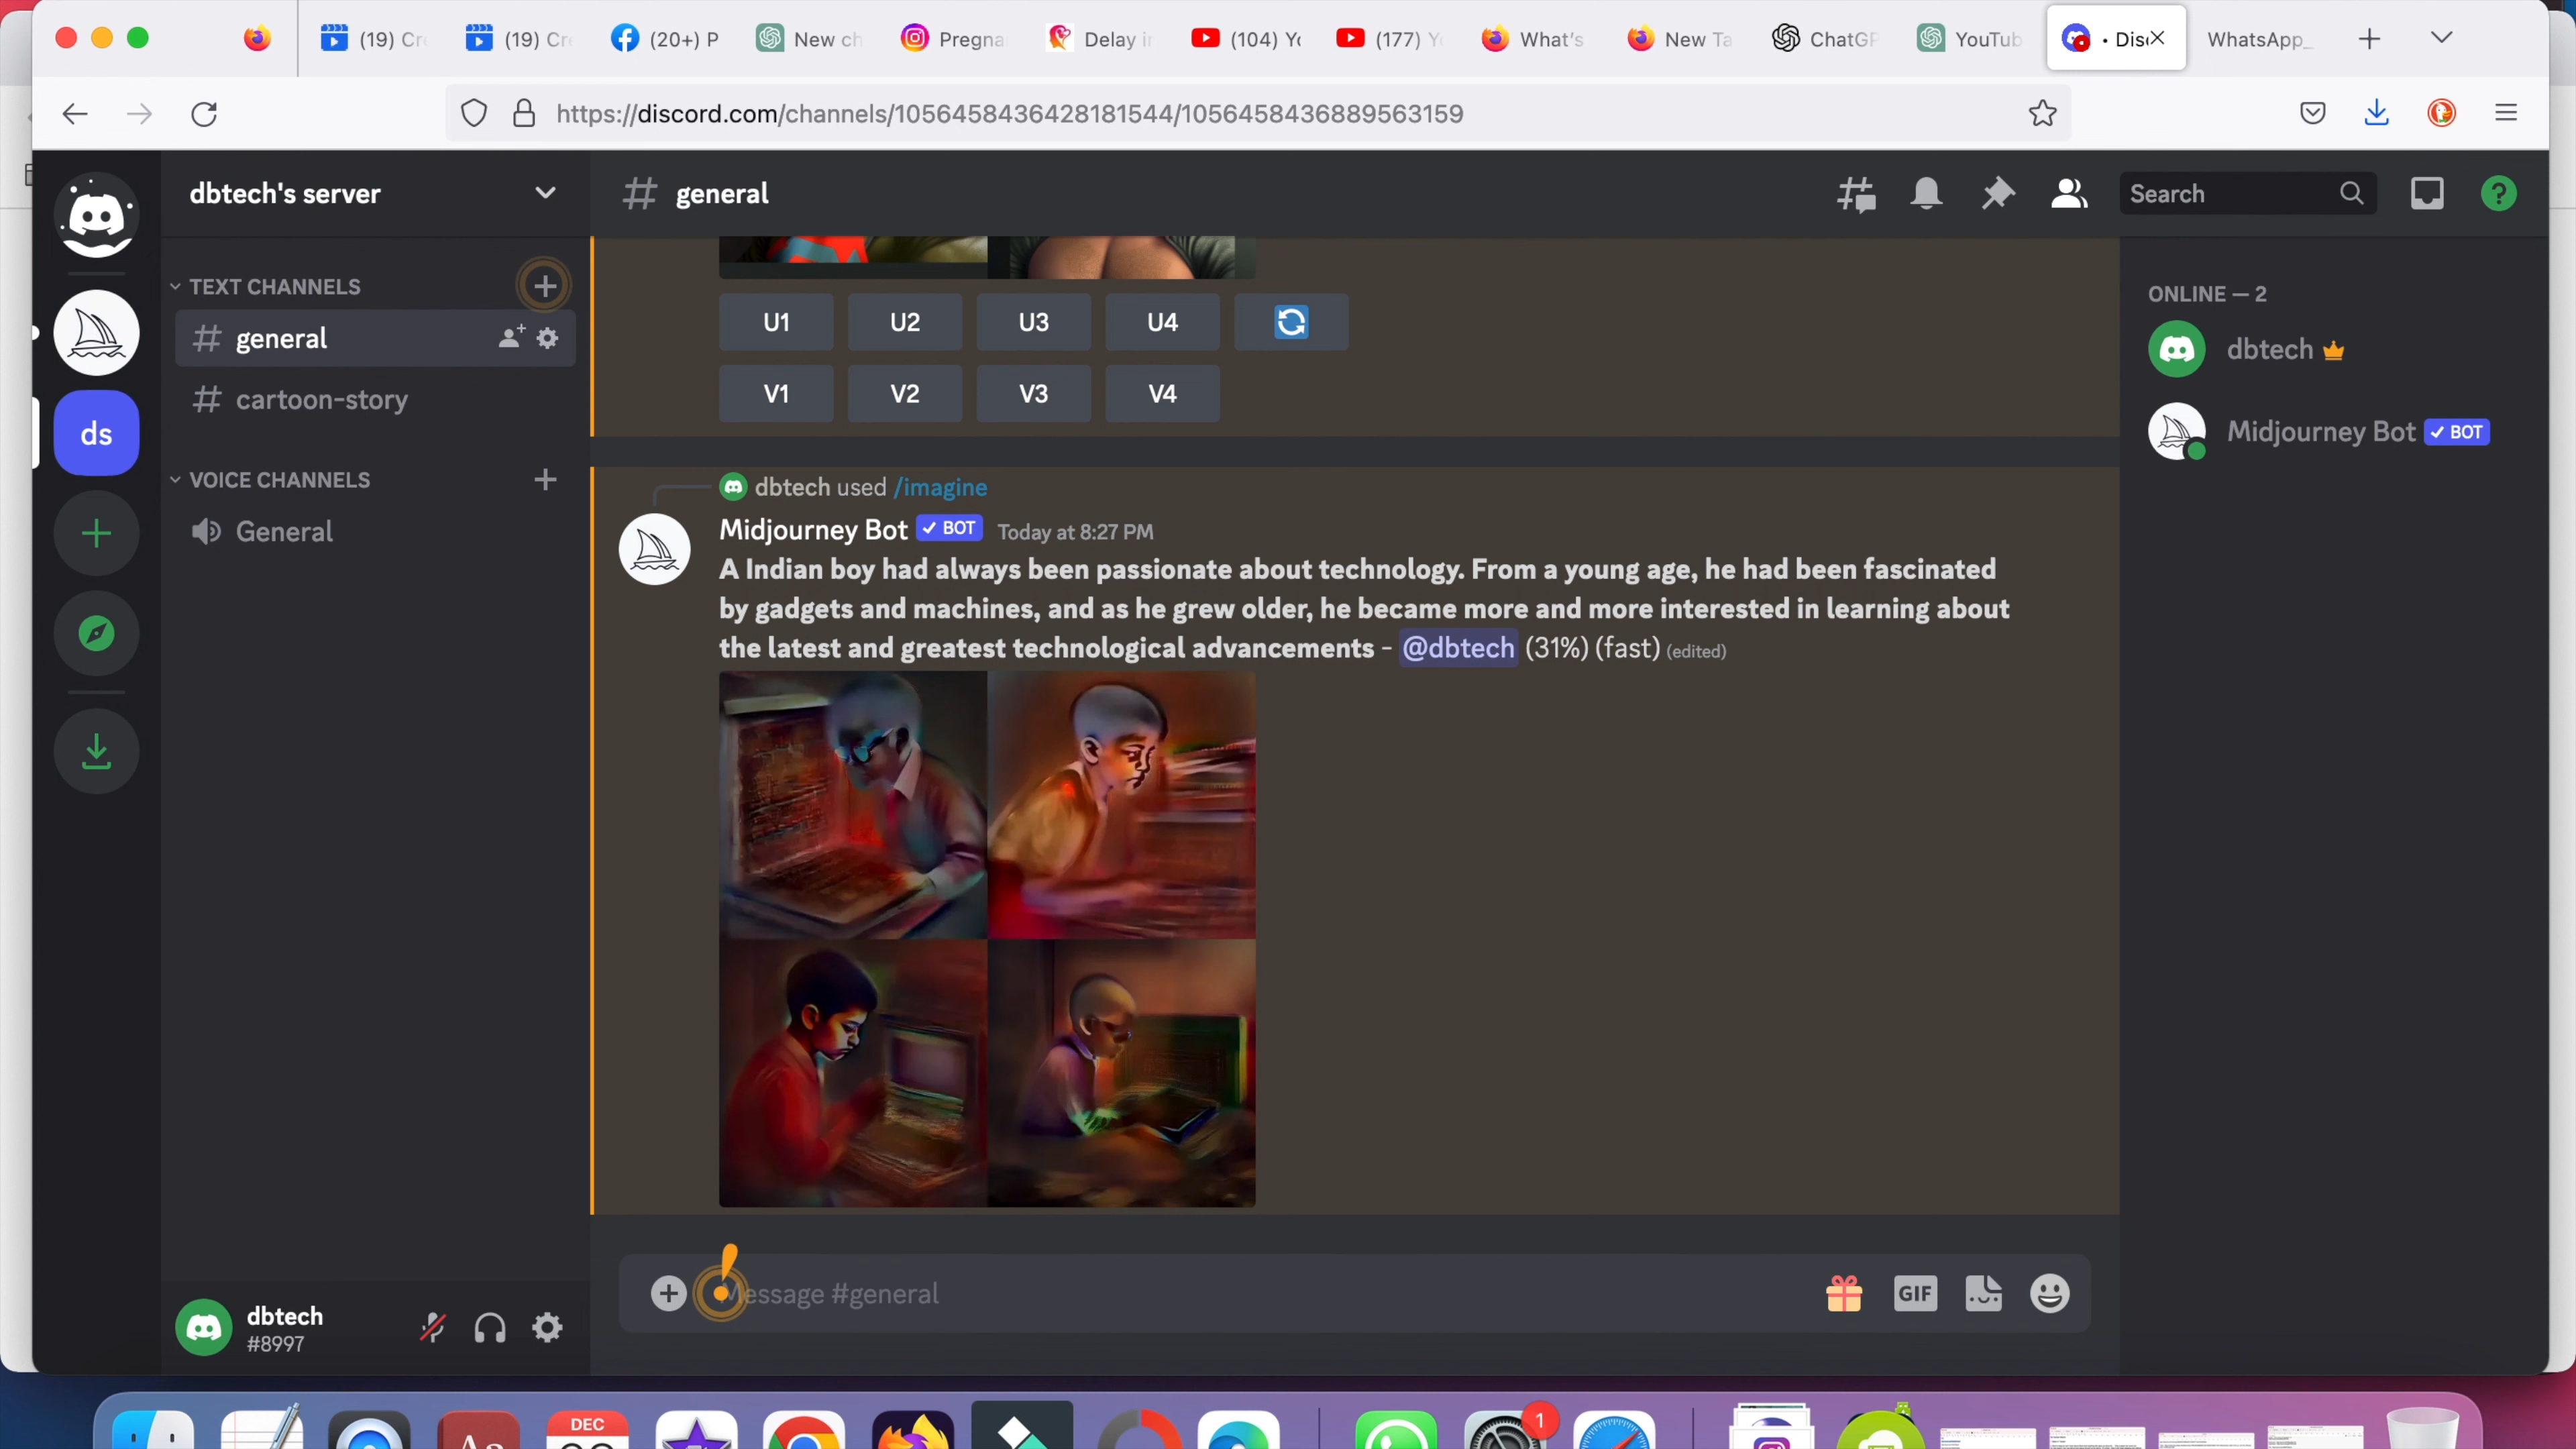 (19) Cr
(19) Cr
(20+) P
New ch
Pregna
Delay in
(104) Yo
(177) Y
What's
New Ta
ChatGP
YouTub
• Dis
WhatsApp_
https://discord.com/channels/1056458436428181544/1056458436889563159
dbtech's server
general
Search
TEXT CHANNELS
general
cartoon-story
VOICE CHANNELS
General
ds
U1 U2 U3 U4
V1 V2 V3 V4
dbtech used /imagine
Midjourney Bot ✓ BOT Today at 8:27 PM
A Indian boy had always been passionate about technology. From a young age, he had been fascinated
by gadgets and machines, and as he grew older, he became more and more interested in learning about
the latest and greatest technological advancements - @dbtech (31%) (fast) (edited)
Message #general
GIF
ONLINE — 2
dbtech
Midjourney Bot ✓ BOT
dbtech
#8997
DEC
Aa
1